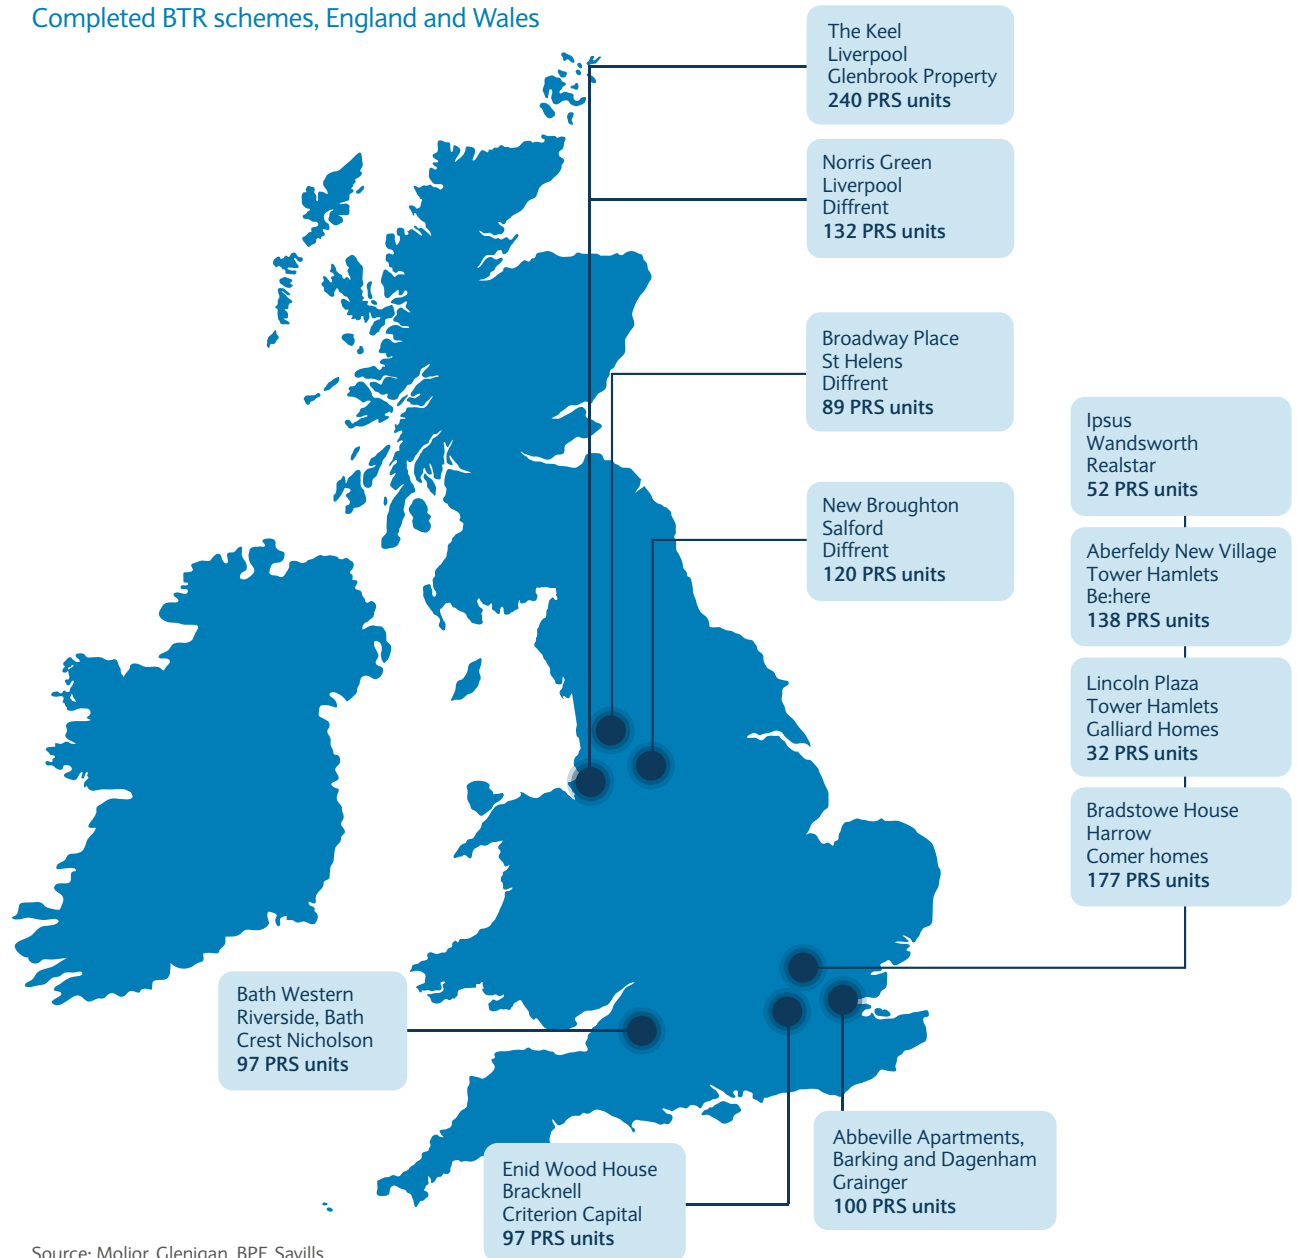 Completed BTR schemes, England and Wales
The Keel
Liverpool
Glenbrook Property
240 PRS units
Norris Green
Liverpool
Diffrent
132 PRS units
Broadway Place
St Helens
Diffrent
89 PRS units
New Broughton
Salford
Diffrent
120 PRS units
Ipsus
Wandsworth
Realstar
52 PRS units
Aberfeldy New Village
Tower Hamlets
Be:here
138 PRS units
Lincoln Plaza
Tower Hamlets
Galliard Homes
32 PRS units
Bradstowe House
Harrow
Comer homes
177 PRS units
Bath Western
Riverside, Bath
Crest Nicholson
97 PRS units
Enid Wood House
Bracknell
Criterion Capital
97 PRS units
Abbeville Apartments,
Barking and Dagenham
Grainger
100 PRS units
Source: Molior, Glenigan, BPF, Savills